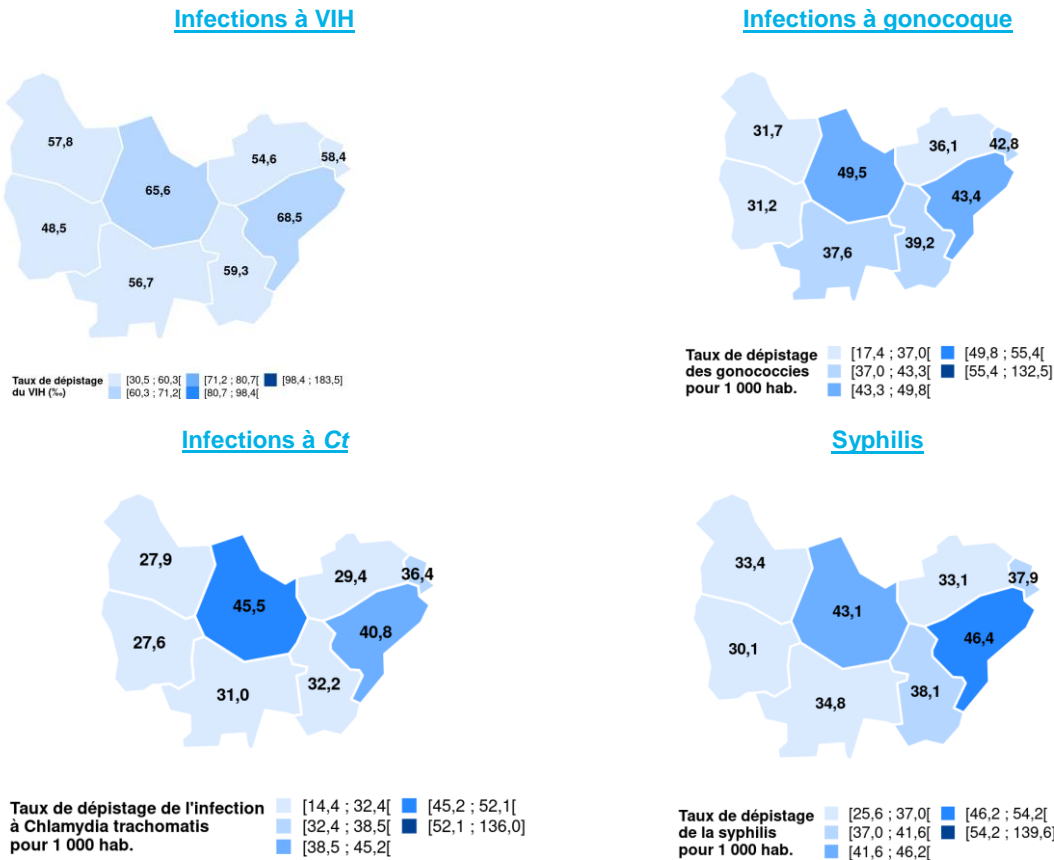 Infections à VIH
57,8
54,6
58,4
65,6
68,5
48,5
59,3
56,7
Taux de dépistage
du VIH (‰)
[30,5 ; 60,3[
[71,2 ; 80,7[
[98,4 ; 183,5]
[60,3 ; 71,2[
[80,7 ; 98,4[
Infections à gonocoque
31,7
36,1
42,8
49,5
43,4
31,2
39,2
37,6
Taux de dépistage
des gonococcies
pour 1 000 hab.
[17,4 ; 37,0[
[49,8 ; 55,4[
[37,0 ; 43,3[
[55,4 ; 132,5]
[43,3 ; 49,8[
Infections à Ct
27,9
29,4
36,4
45,5
40,8
27,6
32,2
31,0
Taux de dépistage de l'infection
à Chlamydia trachomatis
pour 1 000 hab.
[14,4 ; 32,4[
[45,2 ; 52,1[
[32,4 ; 38,5[
[52,1 ; 136,0]
[38,5 ; 45,2[
Syphilis
33,4
33,1
37,9
43,1
46,4
30,1
38,1
34,8
Taux de dépistage
de la syphilis
pour 1 000 hab.
[25,6 ; 37,0[
[46,2 ; 54,2[
[37,0 ; 41,6[
[54,2 ; 139,6]
[41,6 ; 46,2[